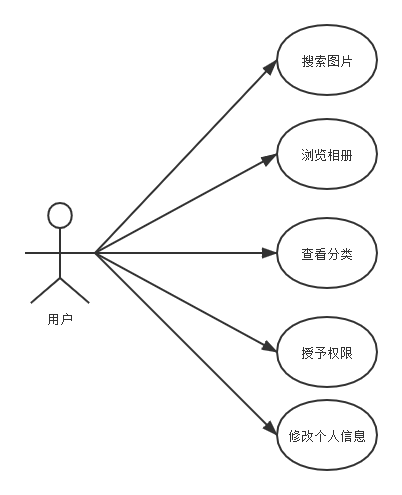 搜索图片
浏览相册
查看分类
用户
授予权限
修改个人信息